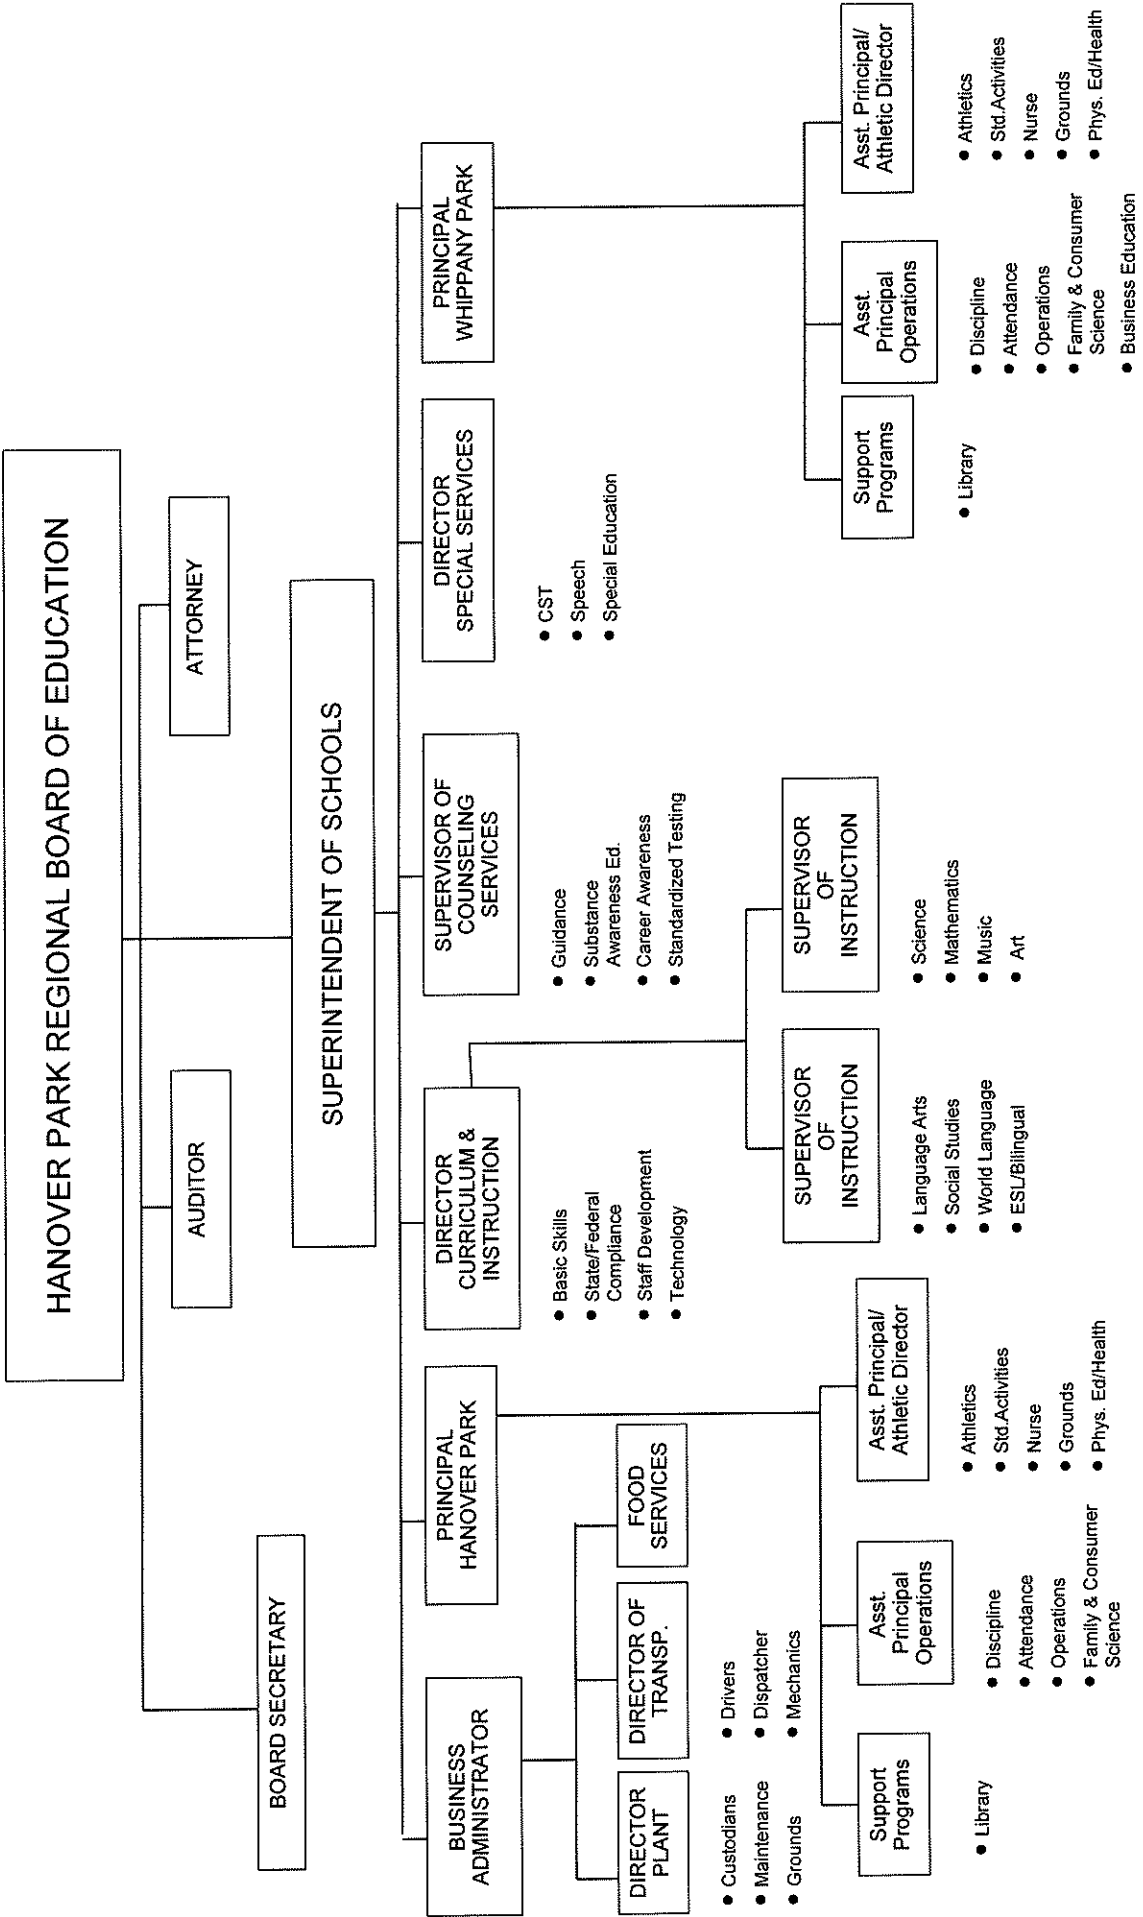 HANOVER PARK REGIONAL BOARD OF EDUCATION
BOARD SECRETARY
AUDITOR
ATTORNEY
SUPERINTENDENT OF SCHOOLS
BUSINESS
ADMINISTRATOR
PRINCIPAL
HANOVER PARK
DIRECTOR
CURRICULUM &
INSTRUCTION
● Basic Skills
● State/Federal
Compliance
● Staff Development
● Technology
SUPERVISOR OF
COUNSELING
SERVICES
● Guidance
● Substance
Awareness Ed.
● Career Awareness
● Standardized Testing
DIRECTOR
SPECIAL SERVICES
● CST
● Speech
● Special Education
PRINCIPAL
WHIPPANY PARK
DIRECTOR
PLANT
● Custodians
● Maintenance
● Grounds
DIRECTOR OF
TRANSP.
● Drivers
● Dispatcher
● Mechanics
FOOD
SERVICES
SUPERVISOR
OF
INSTRUCTION
● Language Arts
● Social Studies
● World Language
● ESL/Bilingual
SUPERVISOR
OF
INSTRUCTION
● Science
● Mathematics
● Music
● Art
Support
Programs
● Library
Asst.
Principal
Operations
● Discipline
● Attendance
● Operations
● Family & Consumer
Science
Asst. Principal/
Athletic Director
● Athletics
● Std.Activities
● Nurse
● Grounds
● Phys. Ed/Health
Support
Programs
● Library
Asst.
Principal
Operations
● Discipline
● Attendance
● Operations
● Family & Consumer
Science
● Business Education
Asst. Principal/
Athletic Director
● Athletics
● Std.Activities
● Nurse
● Grounds
● Phys. Ed/Health